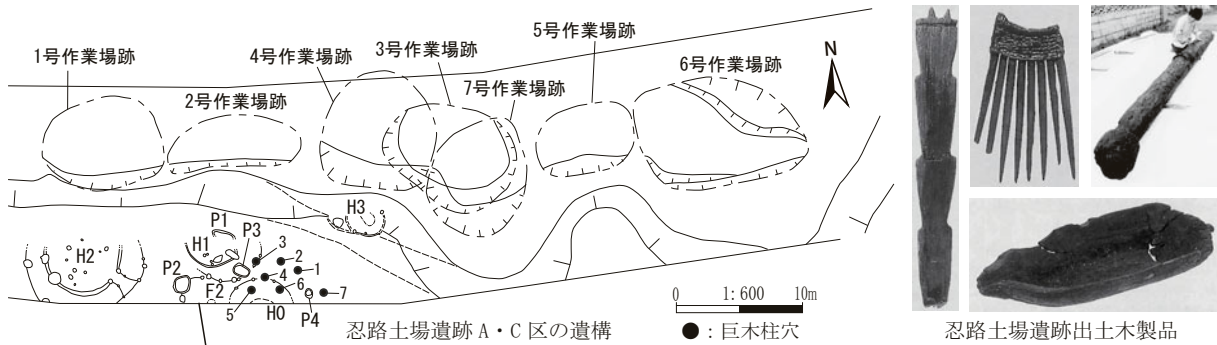 1号作業場跡
2号作業場跡
4号作業場跡
3号作業場跡
7号作業場跡
5号作業場跡
6号作業場跡
N
H3
P1
P3
H1
H2
P2
F2
3
2
4
1
6
5
7
H0
P4
0 1:600 10m
忍路土場遺跡 A・C 区の遺構
●：巨木柱穴
忍路土場遺跡出土木製品